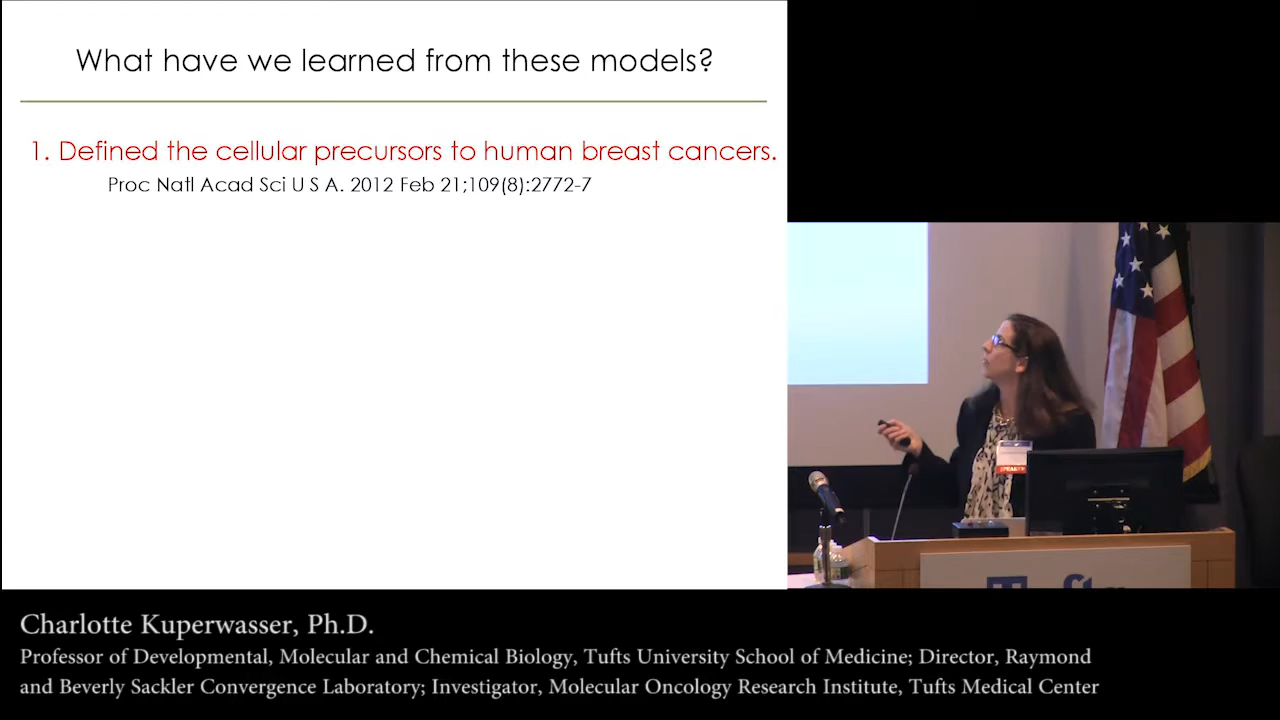 What have we learned from these models?
1. Defined the cellular precursors to human breast cancers.
Proc Natl Acad Sci U S A. 2012 Feb 21;109(8):2772-7
SPEAKER
Charlotte Kuperwasser, Ph.D.
Professor of Developmental, Molecular and Chemical Biology, Tufts University School of Medicine; Director, Raymond
and Beverly Sackler Convergence Laboratory; Investigator, Molecular Oncology Research Institute, Tufts Medical Center